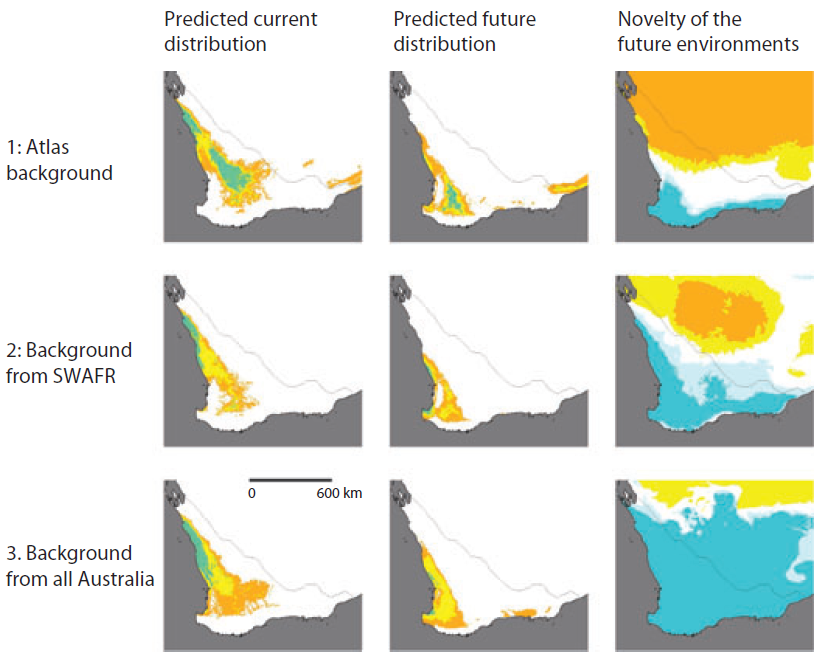 Predicted current
distribution
Predicted future
distribution
Novelty of the
future environments
1: Atlas
background
2: Background
from SWAFR
3. Background
from all Australia
0 600 km